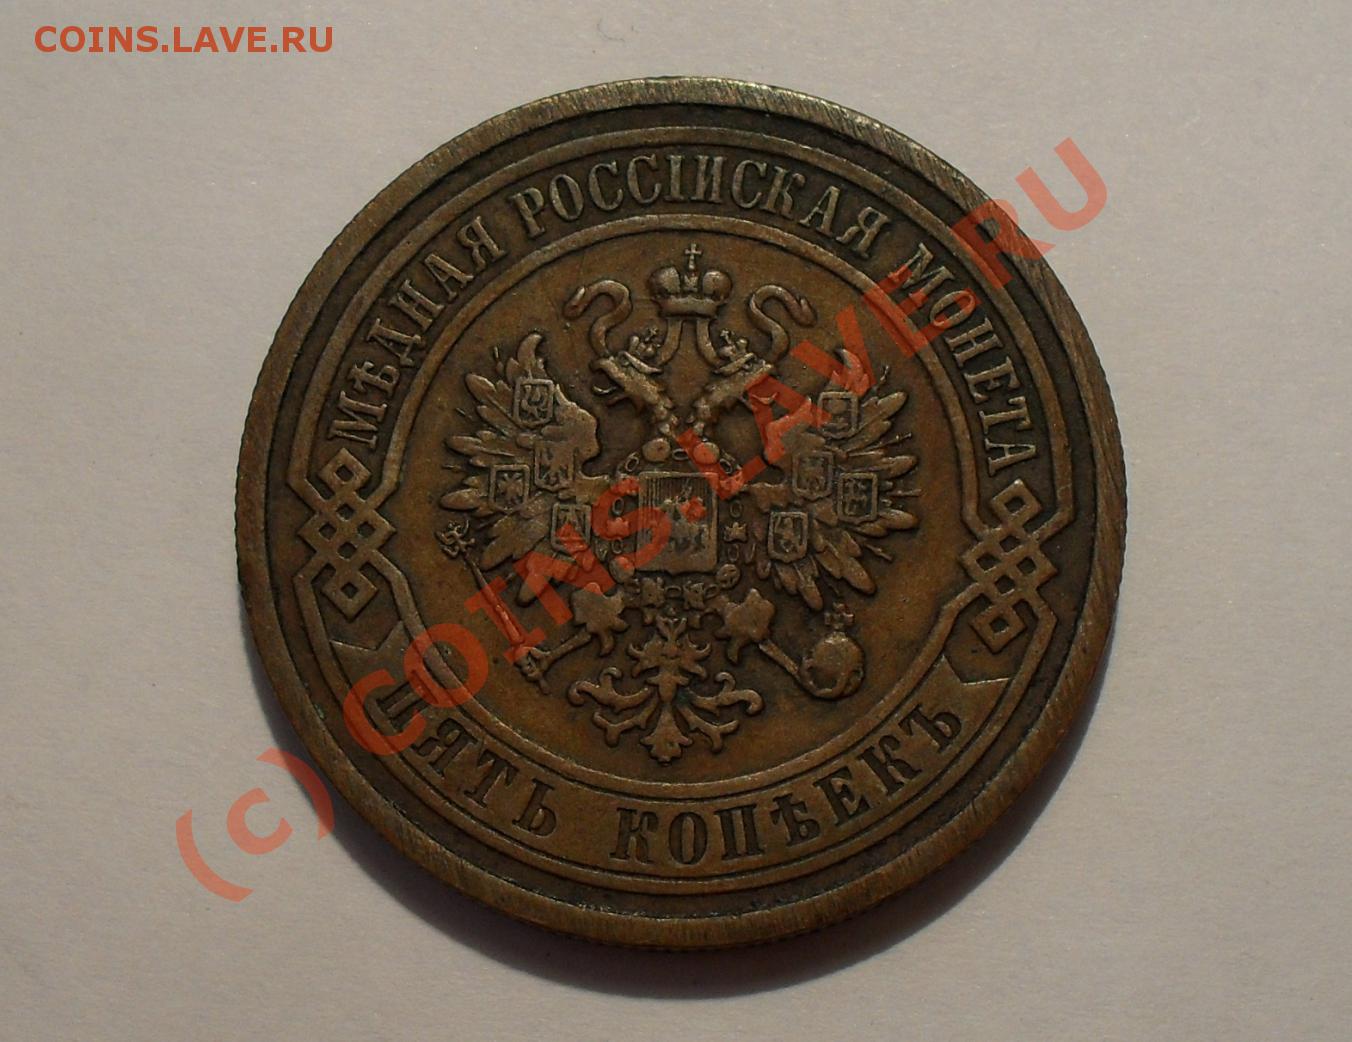 COINS.LAVE.RU
МѢДНАЯ РОССІЙСКАЯ МОНЕТА
ПЯТЬ КОПѢЕКЪ
(c) COINS.LAVE.RU